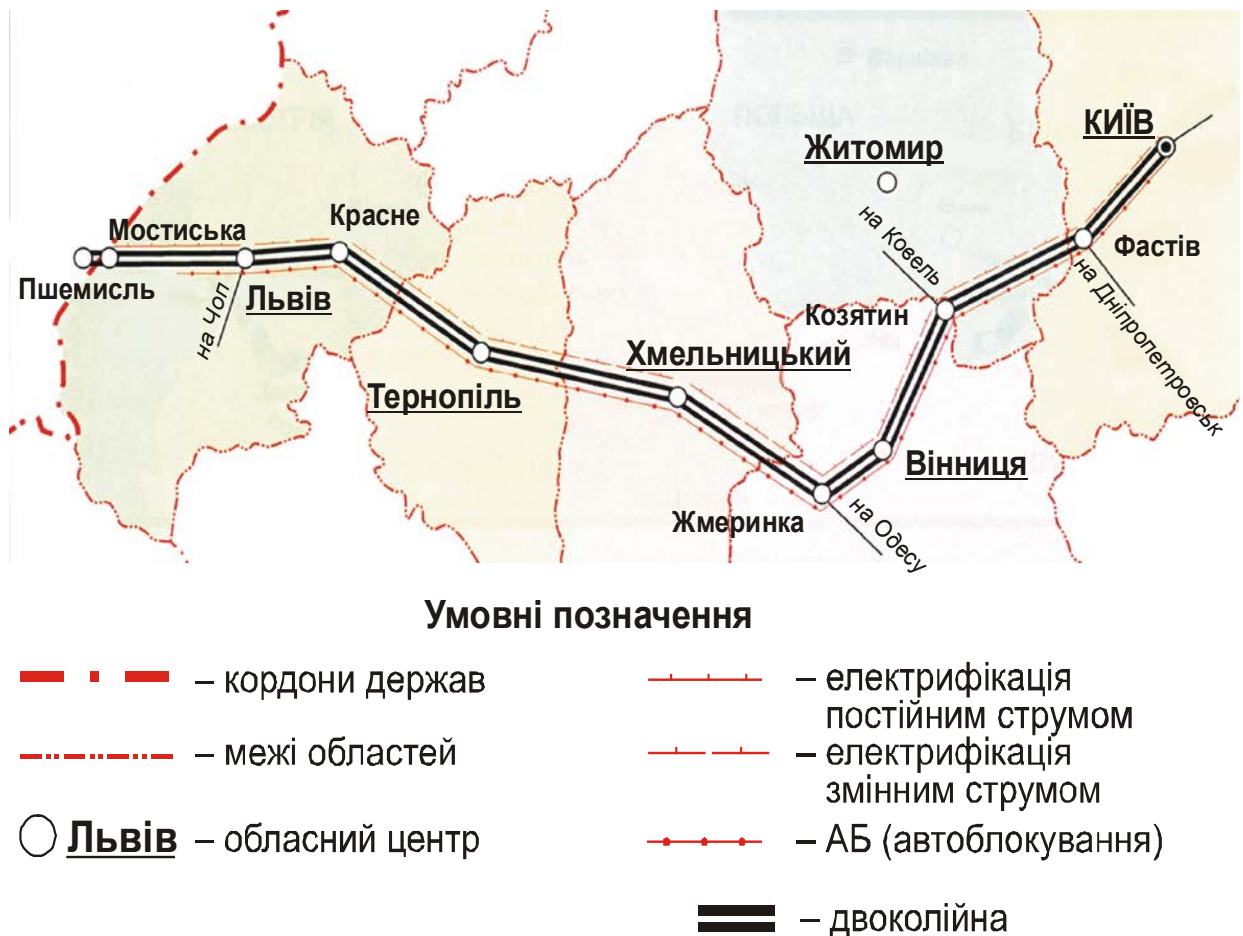 КИЇВ
Житомир
Красне
Мостиська
на Ковель
Фастів
Пшемисль
на Чоп
Львів
Козятин
на Дніпропетровськ
Хмельницький
Тернопіль
Вінниця
Жмеринка
на Одесу
Умовні позначення
– кордони держав
– межі областей
Львів – обласний центр
– електрифікація
постійним струмом
– електрифікація
змінним струмом
– АБ (автоблокування)
– двоколійна